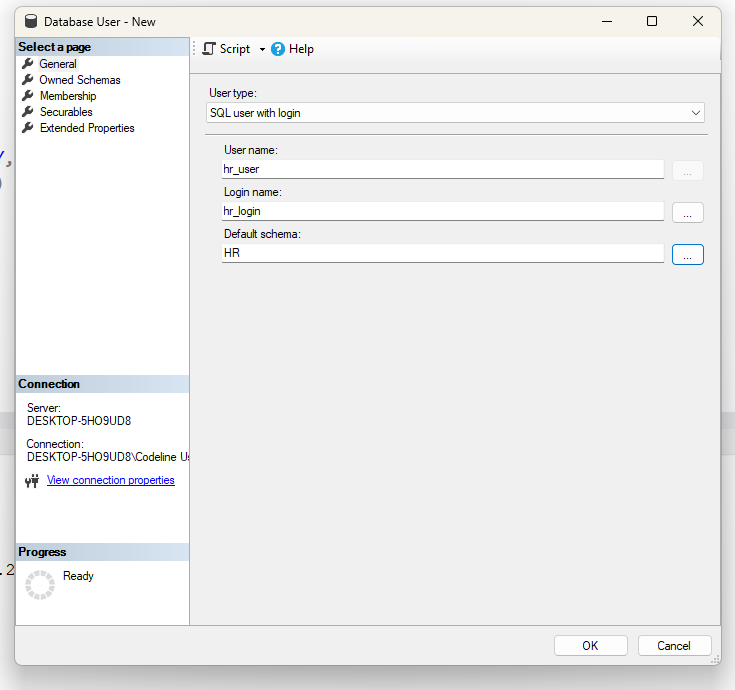 Database User - New
Select a page
General
Owned Schemas
Membership
Securables
Extended Properties
Script
Help
User type:
SQL user with login
User name:
hr_user
...
Login name:
hr_login
...
Default schema:
HR
...
Connection
Server:
DESKTOP-5HO9UD8
Connection:
DESKTOP-5HO9UD8\Codeline Us
View connection properties
Progress
Ready
.2
OK
Cancel